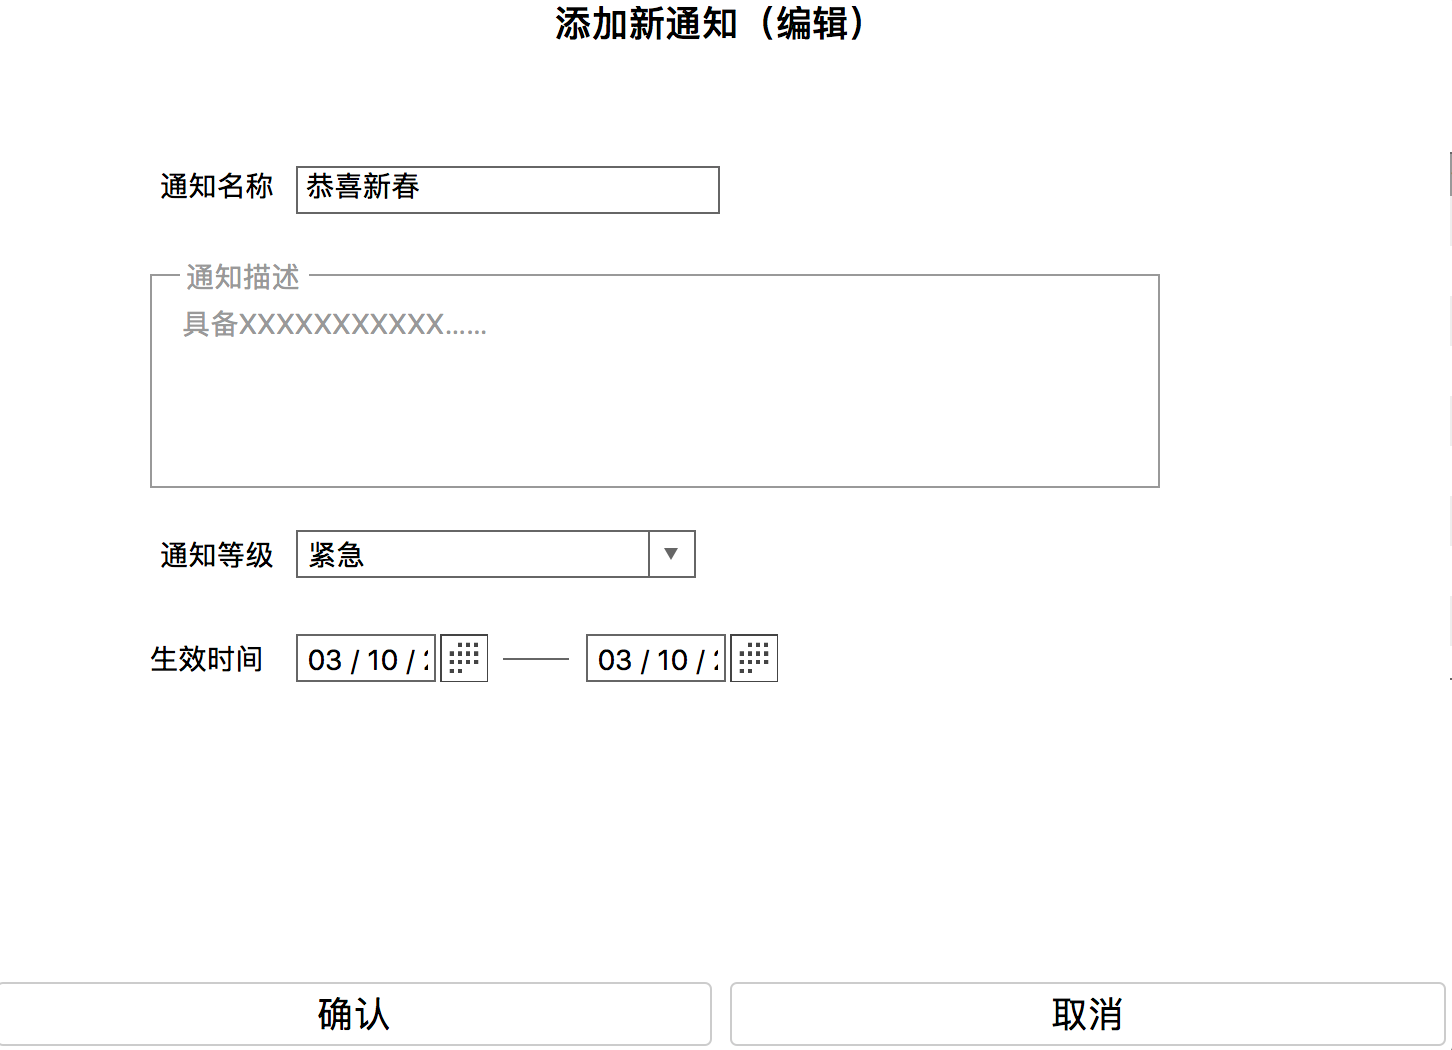 添加新通知（编辑）
通知名称 恭喜新春
通知描述
具备XXXXXXXXXXX......
通知等级 紧急
生效时间 03 / 10 / —— 03 / 10 /
确认 取消